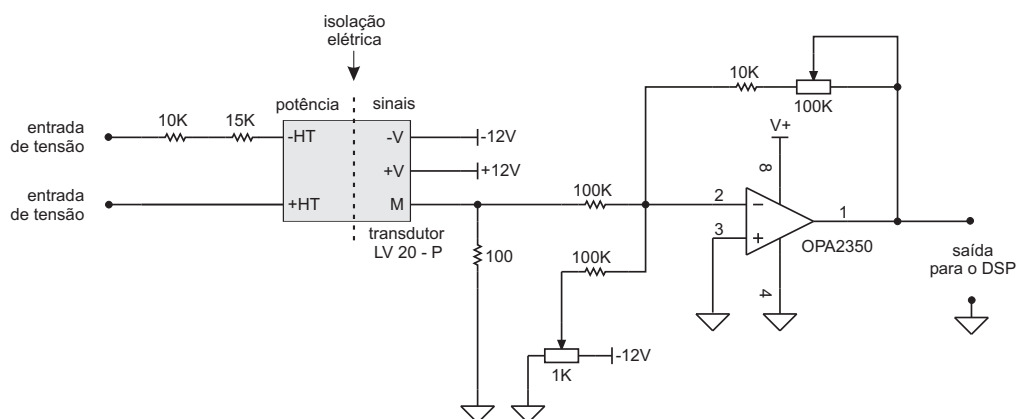 isolação
elétrica
potência
sinais
entrada
de tensão
10K
15K
-HT
-V
-12V
+V
+12V
entrada
de tensão
+HT
M
transdutor
LV 20 - P
100
100K
100K
1K
-12V
10K
100K
V+
8
2
3
1
4
OPA2350
saída
para o DSP